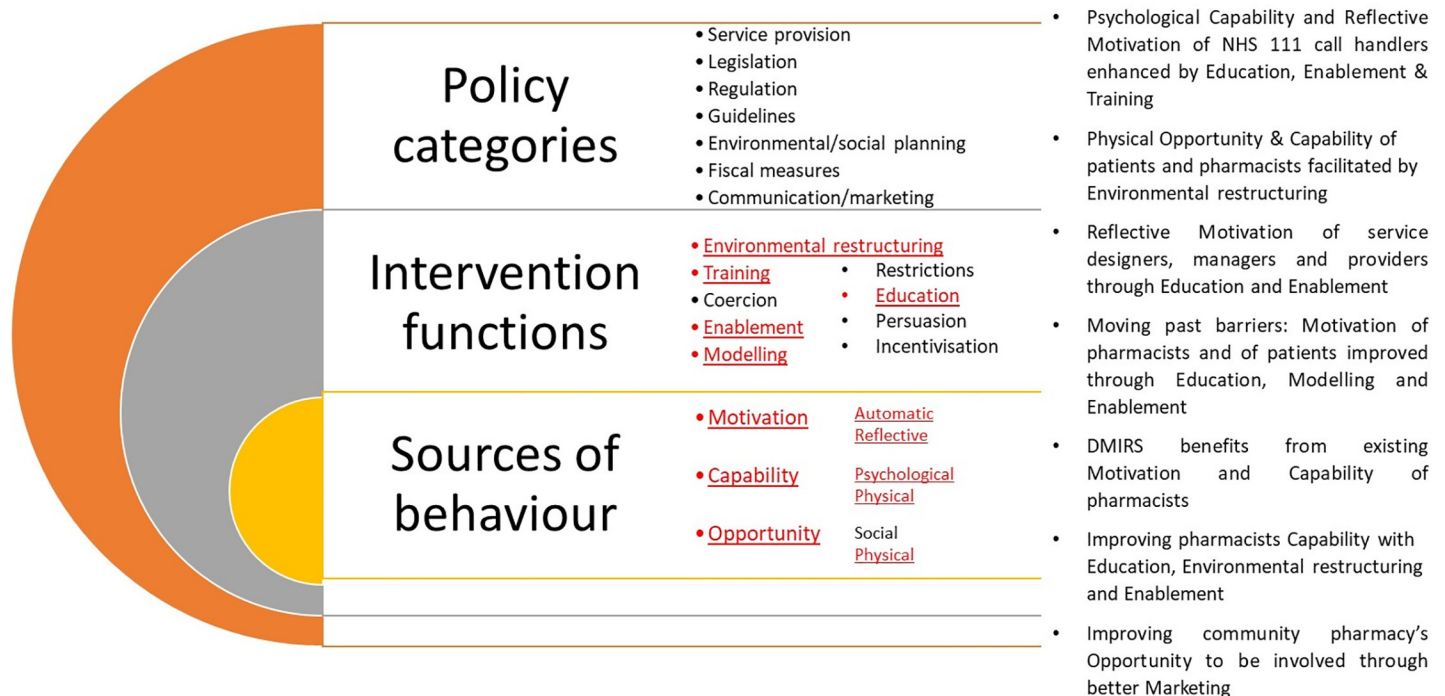 Policy
categories
• Service provision
• Legislation
• Regulation
• Guidelines
• Environmental/social planning
• Fiscal measures
• Communication/marketing
Intervention
functions
• Environmental restructuring
• Training
• Coercion
• Enablement
• Modelling
• Restrictions
• Education
• Persuasion
• Incentivisation
Sources of
behaviour
• Motivation
Automatic
Reflective
• Capability
Psychological
Physical
• Opportunity
Social
Physical
• Psychological Capability and Reflective
Motivation of NHS 111 call handlers
enhanced by Education, Enablement &
Training
• Physical Opportunity & Capability of
patients and pharmacists facilitated by
Environmental restructuring
• Reflective Motivation of service
designers, managers and providers
through Education and Enablement
• Moving past barriers: Motivation of
pharmacists and of patients improved
through Education, Modelling and
Enablement
• DMIRS benefits from existing
Motivation and Capability of
pharmacists
• Improving pharmacists Capability with
Education, Environmental restructuring
and Enablement
• Improving community pharmacy’s
Opportunity to be involved through
better Marketing